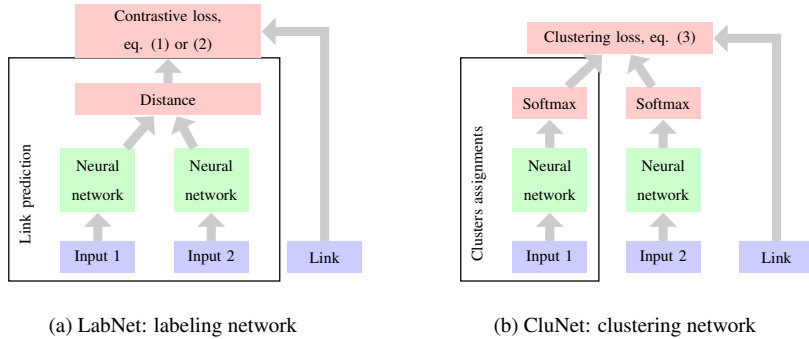 Contrastive loss,
eq. (1) or (2)
Distance
Neural
network
Neural
network
Input 1
Input 2
Link
Link prediction
(a) LabNet: labeling network
Clustering loss, eq. (3)
Softmax
Softmax
Neural
network
Neural
network
Input 1
Input 2
Link
Clusters assignments
(b) CluNet: clustering network